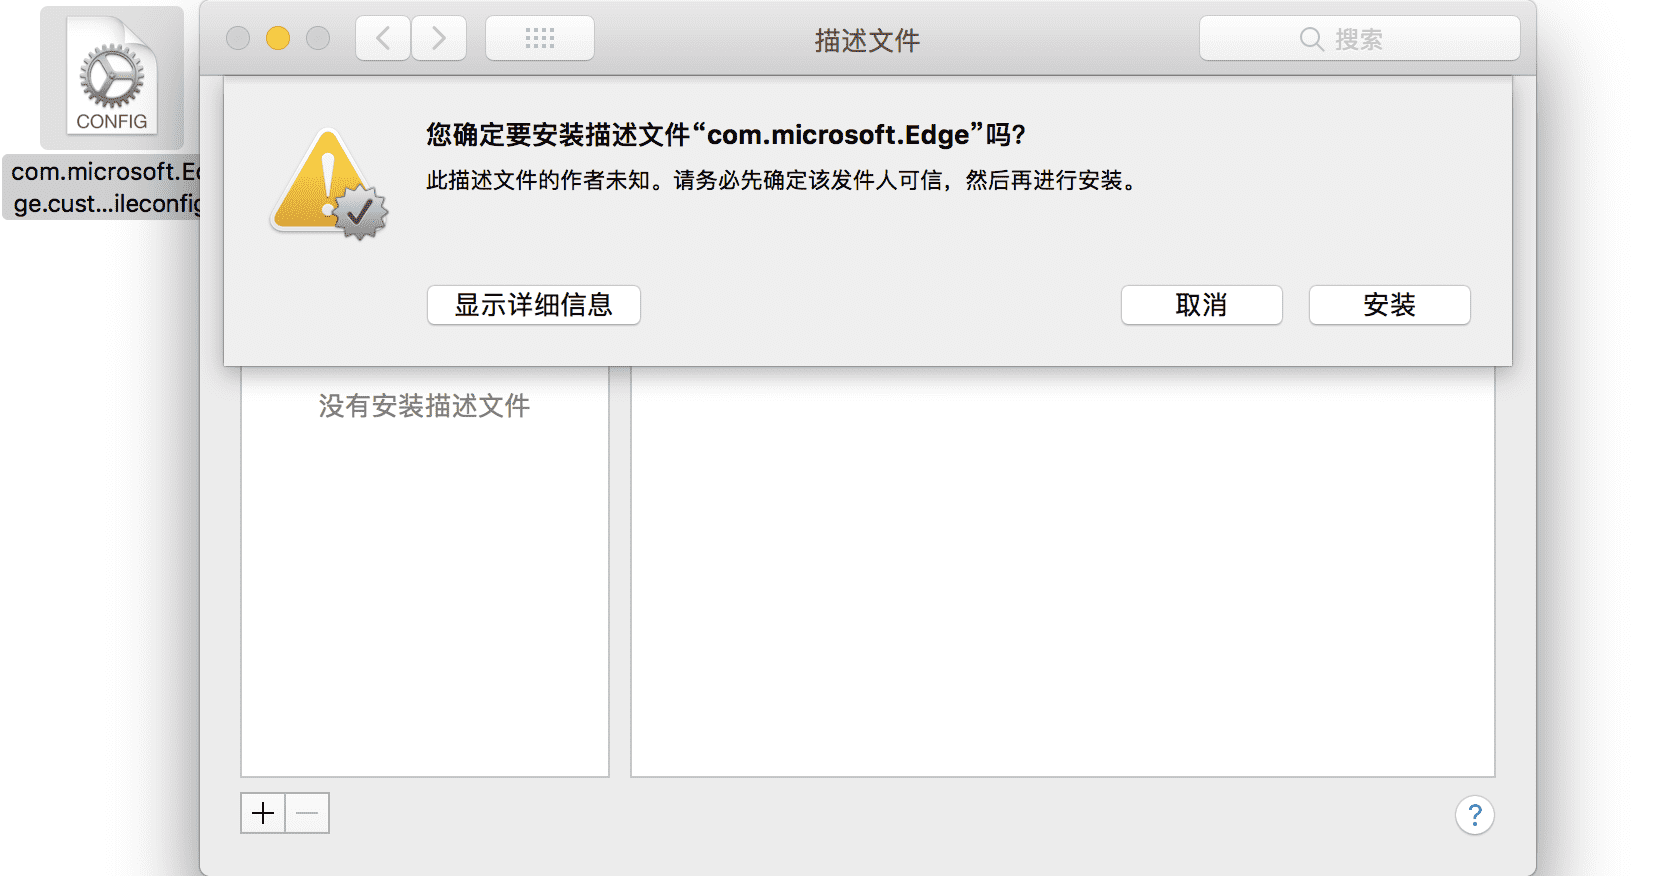 描述文件
搜索
CONFIG
com.microsoft.Ed
ge.cust...ileconfig
您确定要安装描述文件“com.microsoft.Edge”吗?
此描述文件的作者未知。请务必先确定该发件人可信，然后再进行安装。
显示详细信息
取消
安装
没有安装描述文件
?